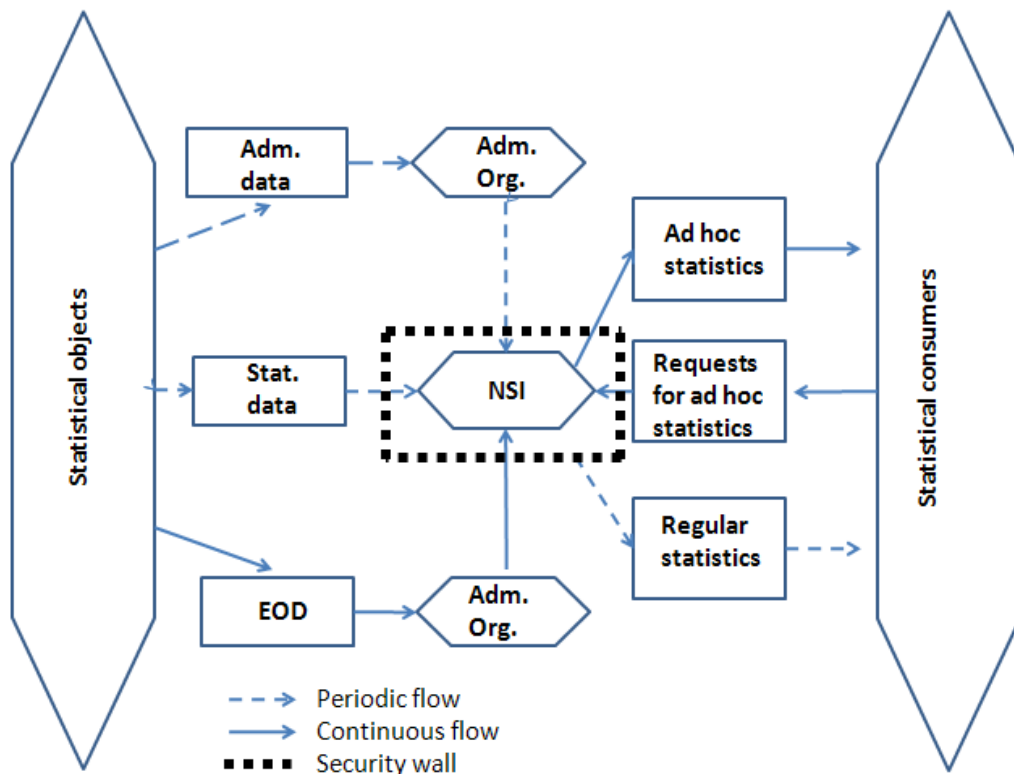 Statistical objects
Adm.
data
Adm.
Org.
Ad hoc
statistics
Stat.
data
NSI
Requests
for ad hoc
statistics
Regular
statistics
EOD
Adm.
Org.
Statistical consumers
Periodic flow
Continuous flow
Security wall